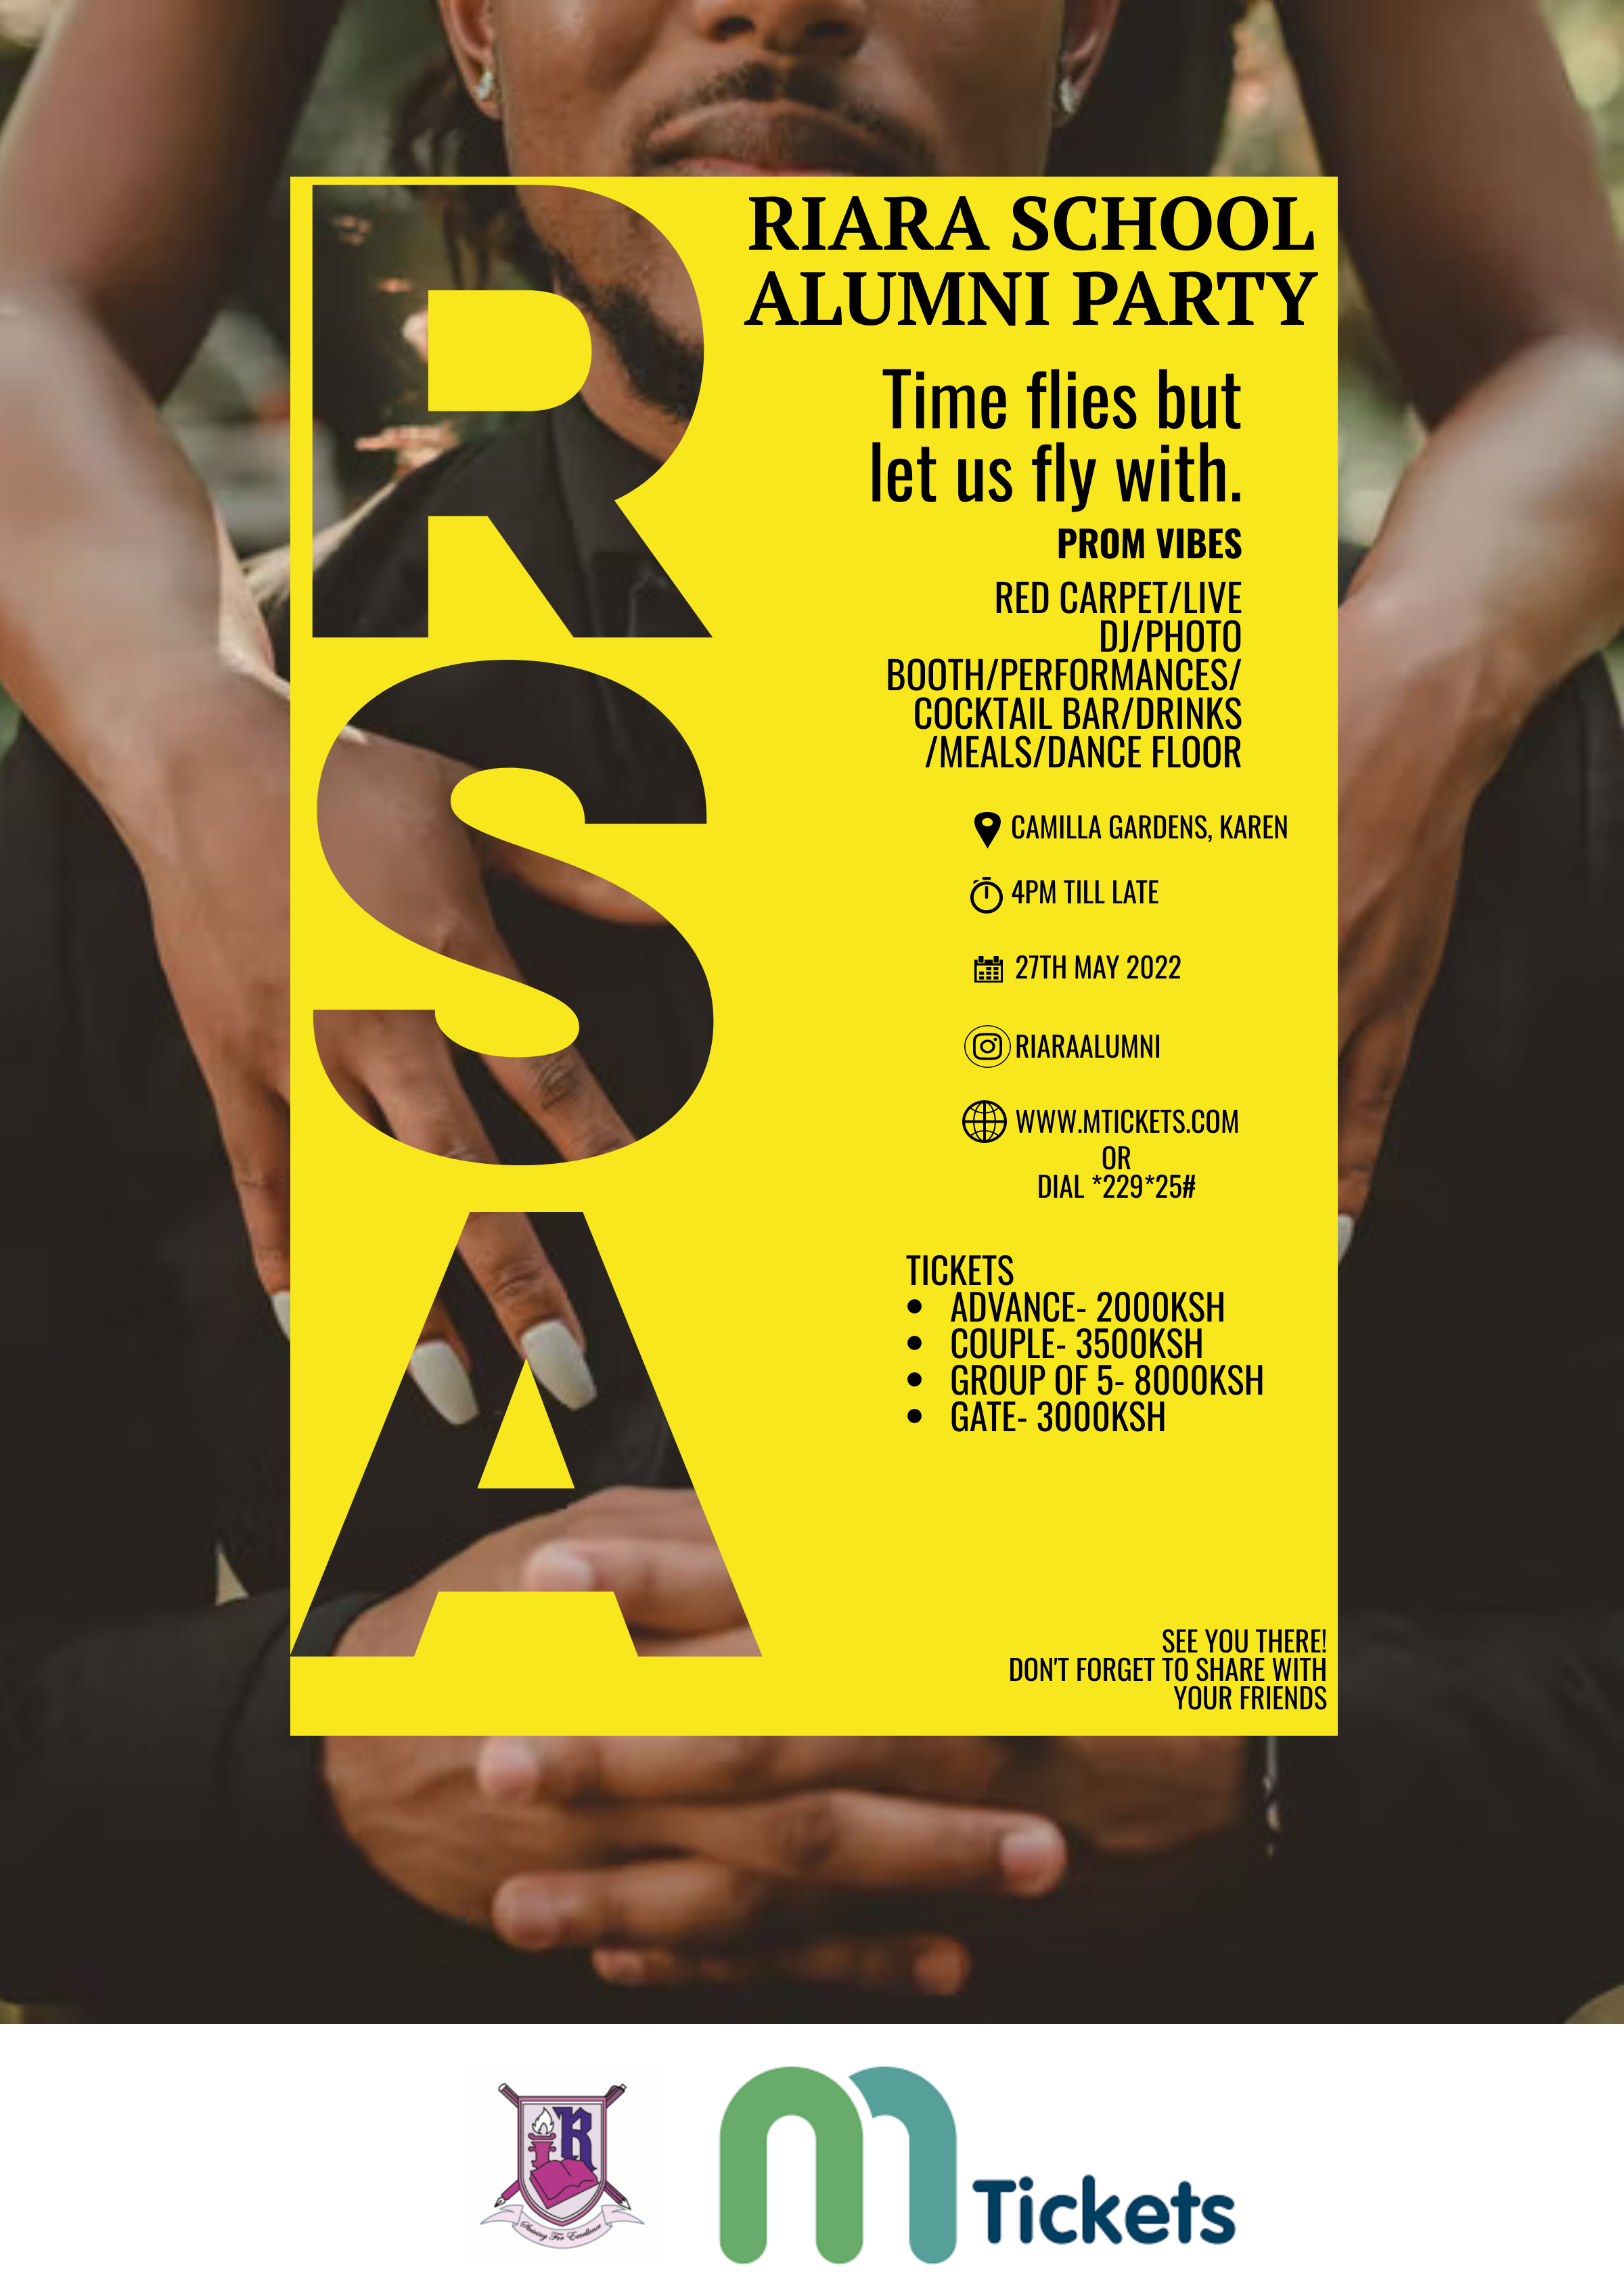 RSA
RIARA SCHOOL
ALUMNI PARTY
Time flies but
let us fly with.
PROM VIBES
RED CARPET/LIVE
DJ/PHOTO
BOOTH/PERFORMANCES/
COCKTAIL BAR/DRINKS
/MEALS/DANCE FLOOR
CAMILLA GARDENS, KAREN
4PM TILL LATE
27TH MAY 2022
RIARAALUMNI
WWW.MTICKETS.COM
OR
DIAL *229*25#
TICKETS
• ADVANCE- 2000KSH
• COUPLE- 3500KSH
• GROUP OF 5- 8000KSH
• GATE- 3000KSH
SEE YOU THERE!
DON'T FORGET TO SHARE WITH
YOUR FRIENDS
R
Striving For Excellence
m Tickets